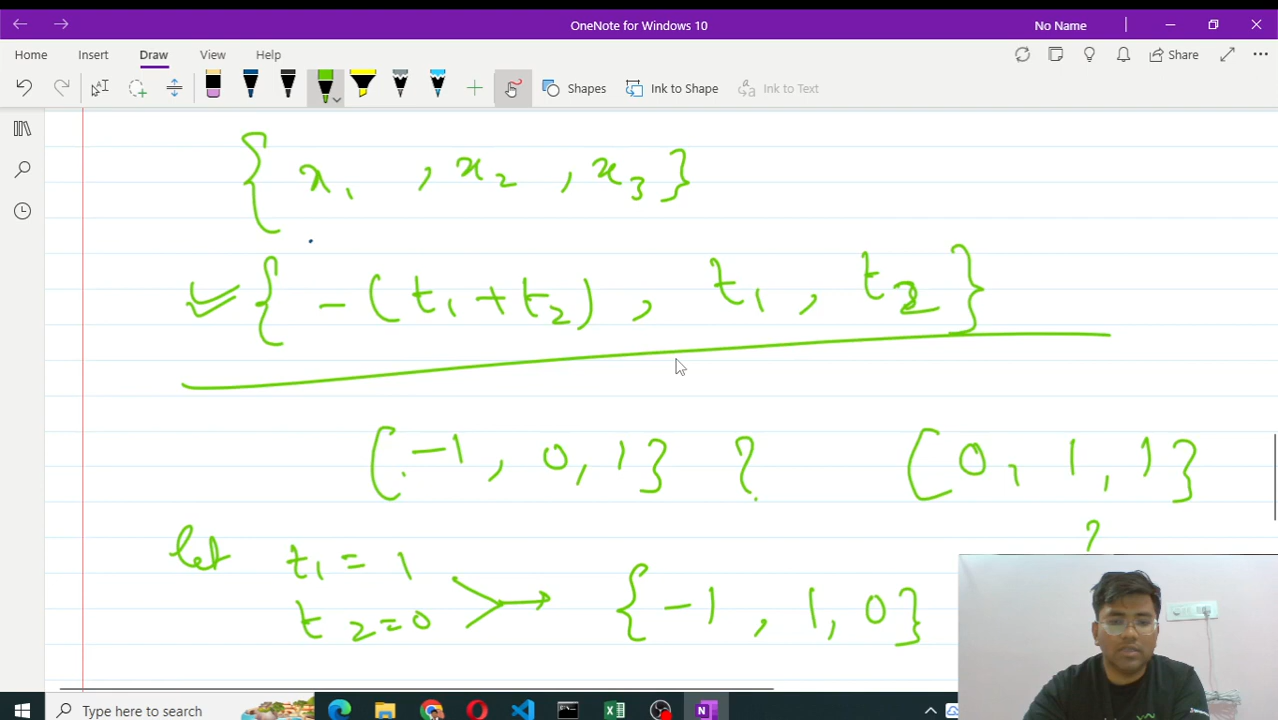 OneNote for Windows 10
No Name
Home Insert Draw View Help
Share
Shapes Ink to Shape Ink to Text
{ x₁ , x₂ , x₃ }
{ -(t₁+t₂) , t₁ , t₂ }
{ -1 , 0 , 1 } ? { 0 , 1 , 1 }
?
let t₁ = 1
t₂ = 0 → { -1 , 1, 0 }
Type here to search